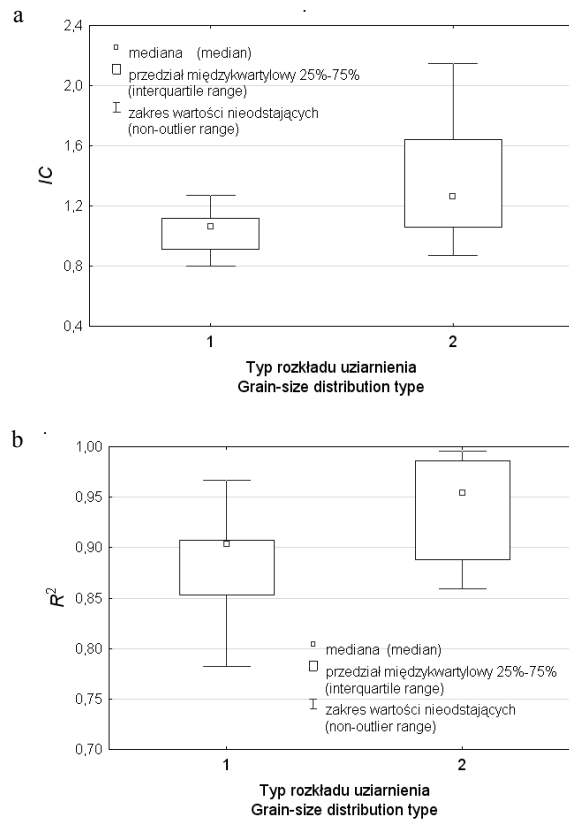 a
2,4
2,0
1,6
1,2
0,8
0,4
IC
mediana (median)
przedział międzykwartylowy 25%-75%
(interquartile range)
zakres wartości nieodstających
(non-outlier range)
1
2
Typ rozkładu uziarnienia
Grain-size distribution type
b
1,00
0,95
0,90
0,85
0,80
0,75
0,70
R²
mediana (median)
przedział międzykwartylowy 25%-75%
(interquartile range)
zakres wartości nieodstających
(non-outlier range)
1
2
Typ rozkładu uziarnienia
Grain-size distribution type